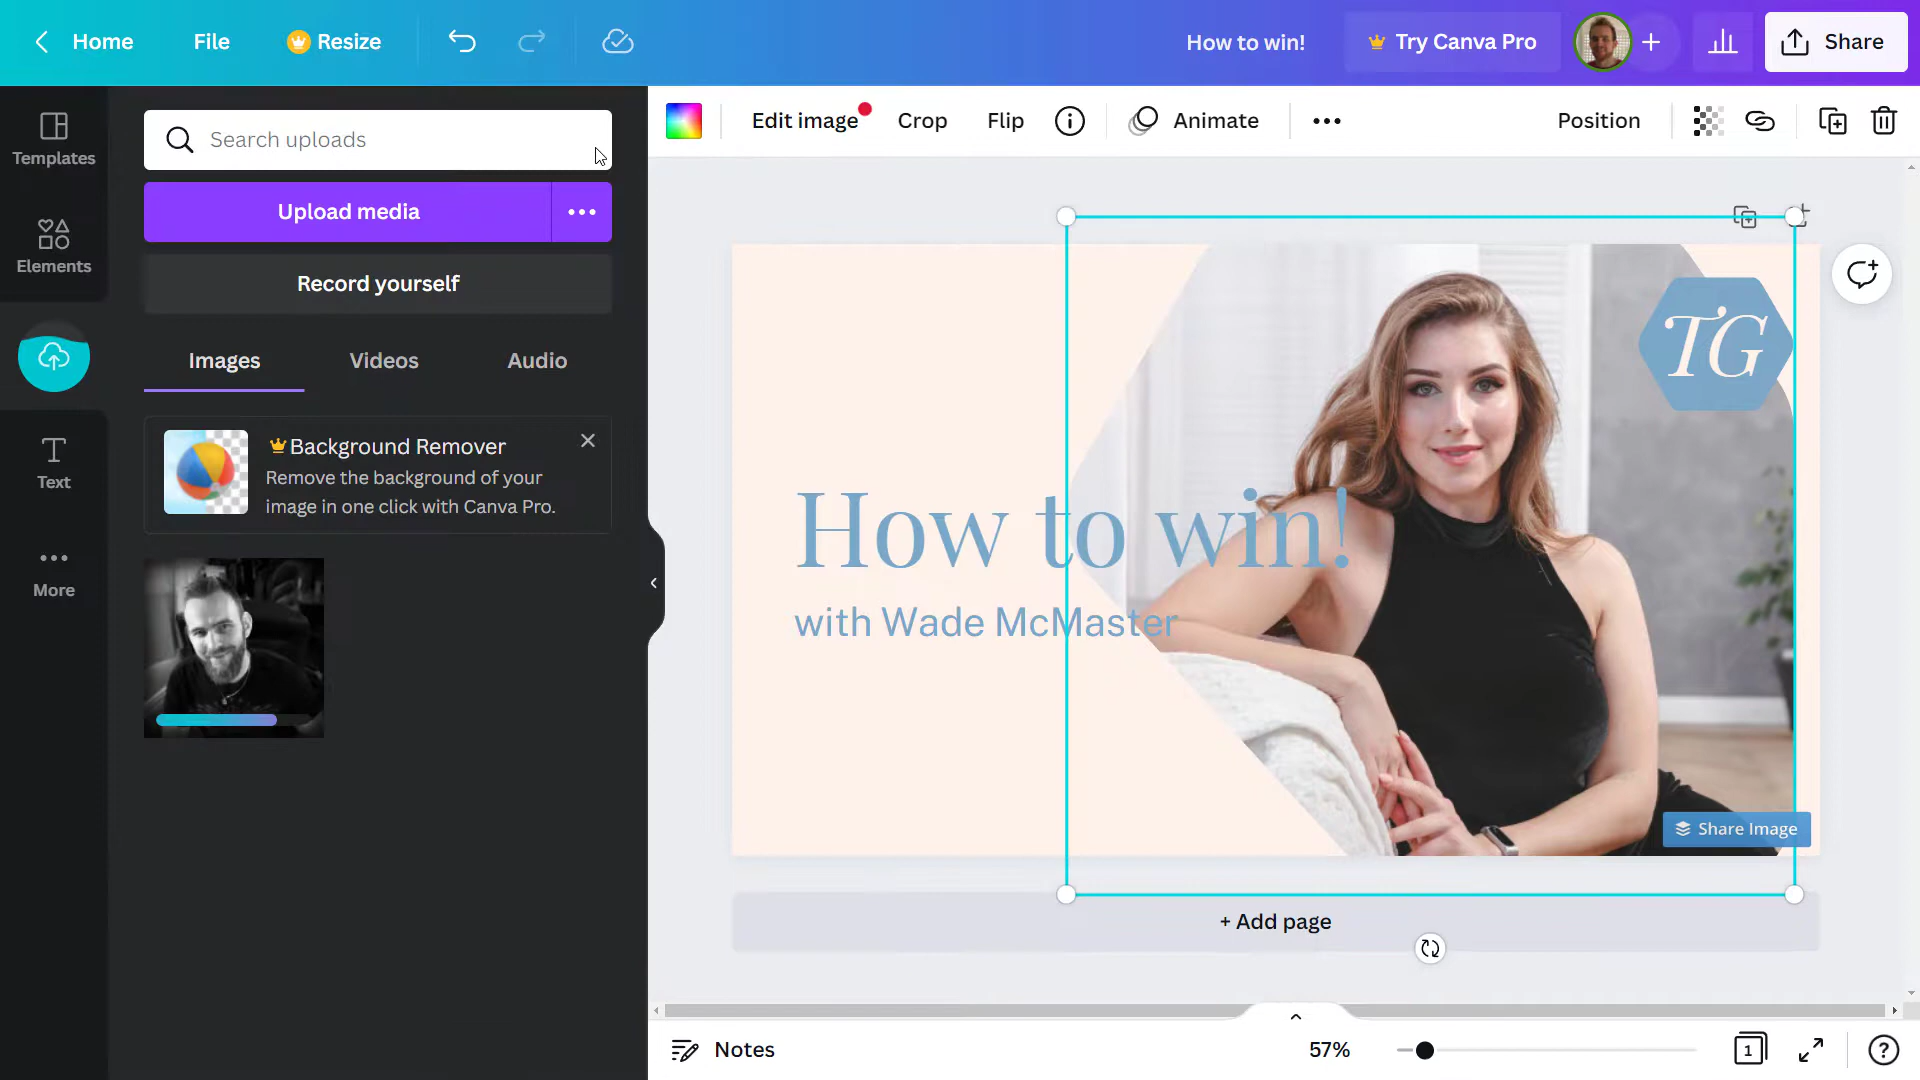 Home
File
Resize
How to win!
Try Canva Pro
Share
Templates
Elements
Text
More
Search uploads
Upload media
Record yourself
Images
Videos
Audio
Background Remover
Remove the background of your
image in one click with Canva Pro.
Edit image
Crop
Flip
Animate
Position
TG
How to win!
with Wade McMaster
Share Image
+ Add page
Notes
57%
1